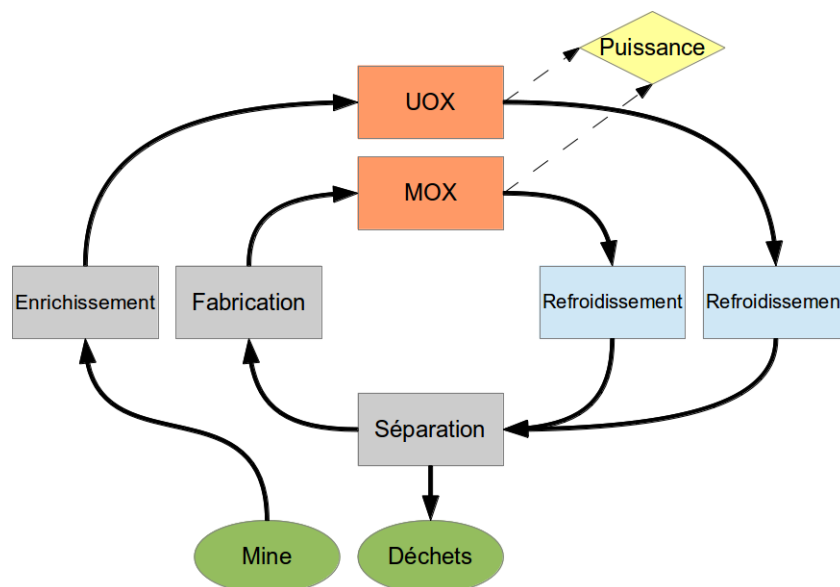 Puissance
UOX
MOX
Enrichissement
Fabrication
Refroidissement
Refroidissemen
Séparation
Mine
Déchets